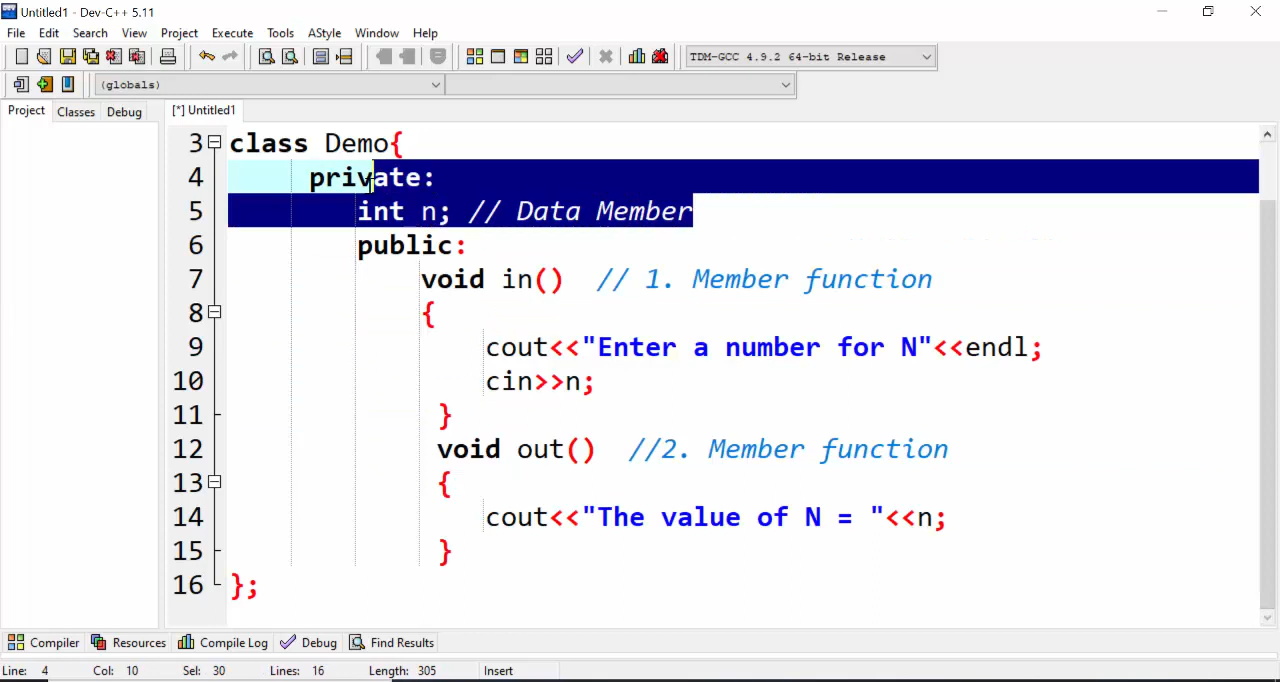 Untitled1 - Dev-C++ 5.11
File Edit Search View Project Execute Tools AStyle Window Help
TDM-GCC 4.9.2 64-bit Release
(globals)
Project Classes Debug [*] Untitled1
3 class Demo{
4 private:
5 int n; // Data Member
6 public:
7 void in() // 1. Member function
8 {
9 cout<<"Enter a number for N"<<endl;
10 cin>>n;
11 }
12 void out() //2. Member function
13 {
14 cout<<"The value of N = "<<n;
15 }
16 };
Compiler Resources Compile Log Debug Find Results
Line: 4 Col: 10 Sel: 30 Lines: 16 Length: 305 Insert